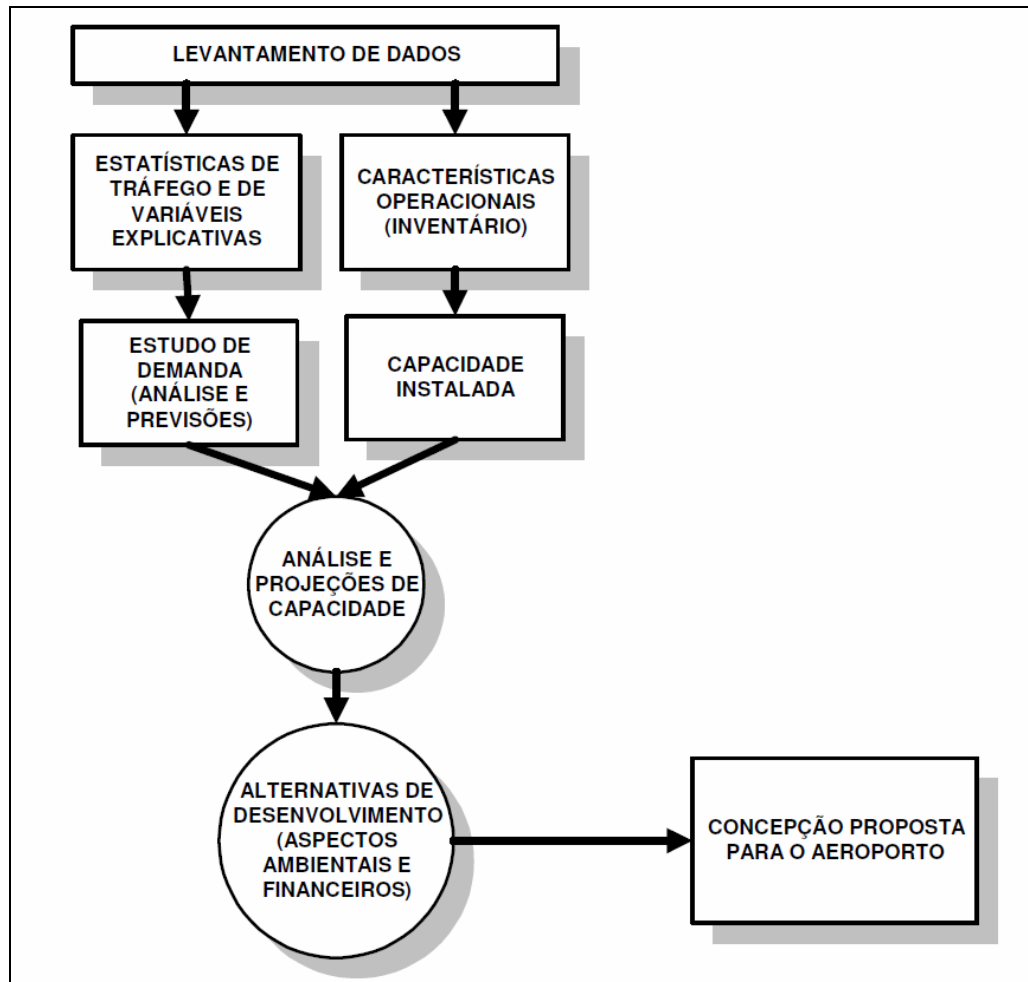 LEVANTAMENTO DE DADOS
ESTATÍSTICAS DE
TRÁFEGO E DE
VARIÁVEIS
EXPLICATIVAS
CARACTERÍSTICAS
OPERACIONAIS
(INVENTÁRIO)
ESTUDO DE
DEMANDA
(ANÁLISE E
PREVISÕES)
CAPACIDADE
INSTALADA
ANÁLISE E
PROJEÇÕES DE
CAPACIDADE
ALTERNATIVAS DE
DESENVOLVIMENTO
(ASPECTOS
AMBIENTAIS E
FINANCEIROS)
CONCEPÇÃO PROPOSTA
PARA O AEROPORTO